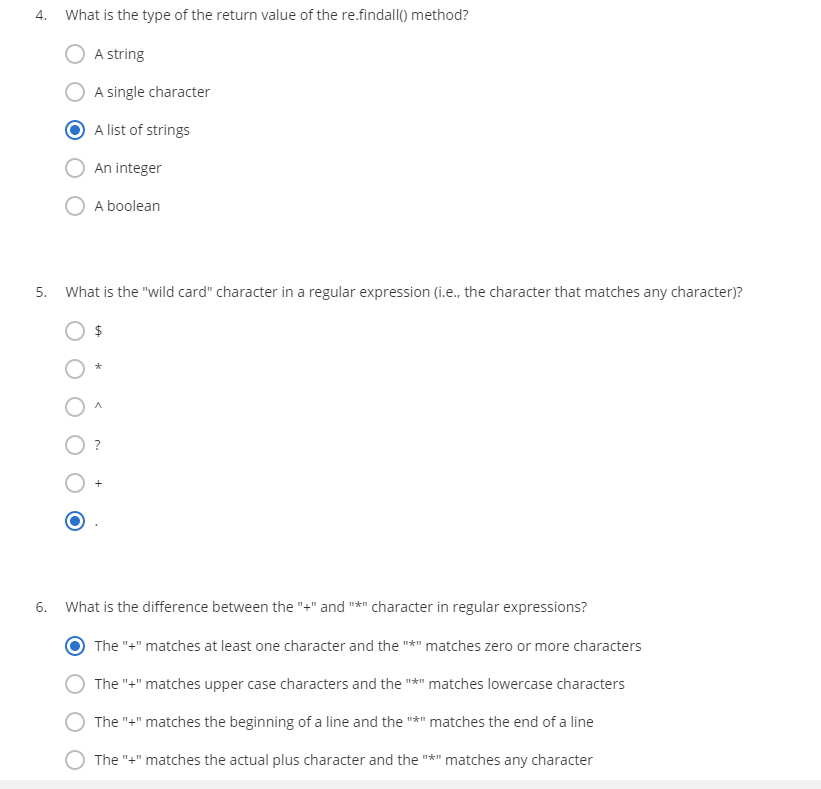 4. What is the type of the return value of the re.findall() method?
A string
A single character
A list of strings
An integer
A boolean
5. What is the "wild card" character in a regular expression (i.e., the character that matches any character)?
$
*
^
?
+
.
6. What is the difference between the "+" and "*" character in regular expressions?
The "+" matches at least one character and the "*" matches zero or more characters
The "+" matches upper case characters and the "*" matches lowercase characters
The "+" matches the beginning of a line and the "*" matches the end of a line
The "+" matches the actual plus character and the "*" matches any character